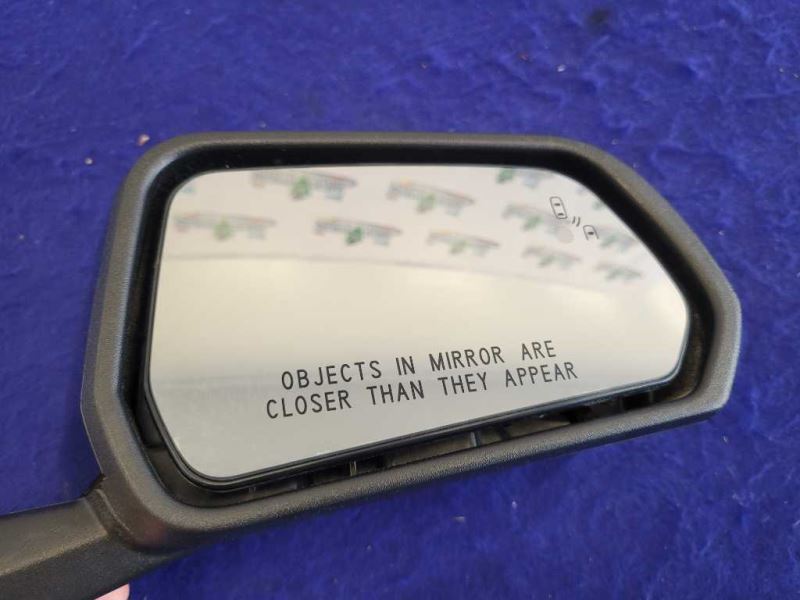 OBJECTS IN MIRROR ARE
CLOSER THAN THEY APPEAR